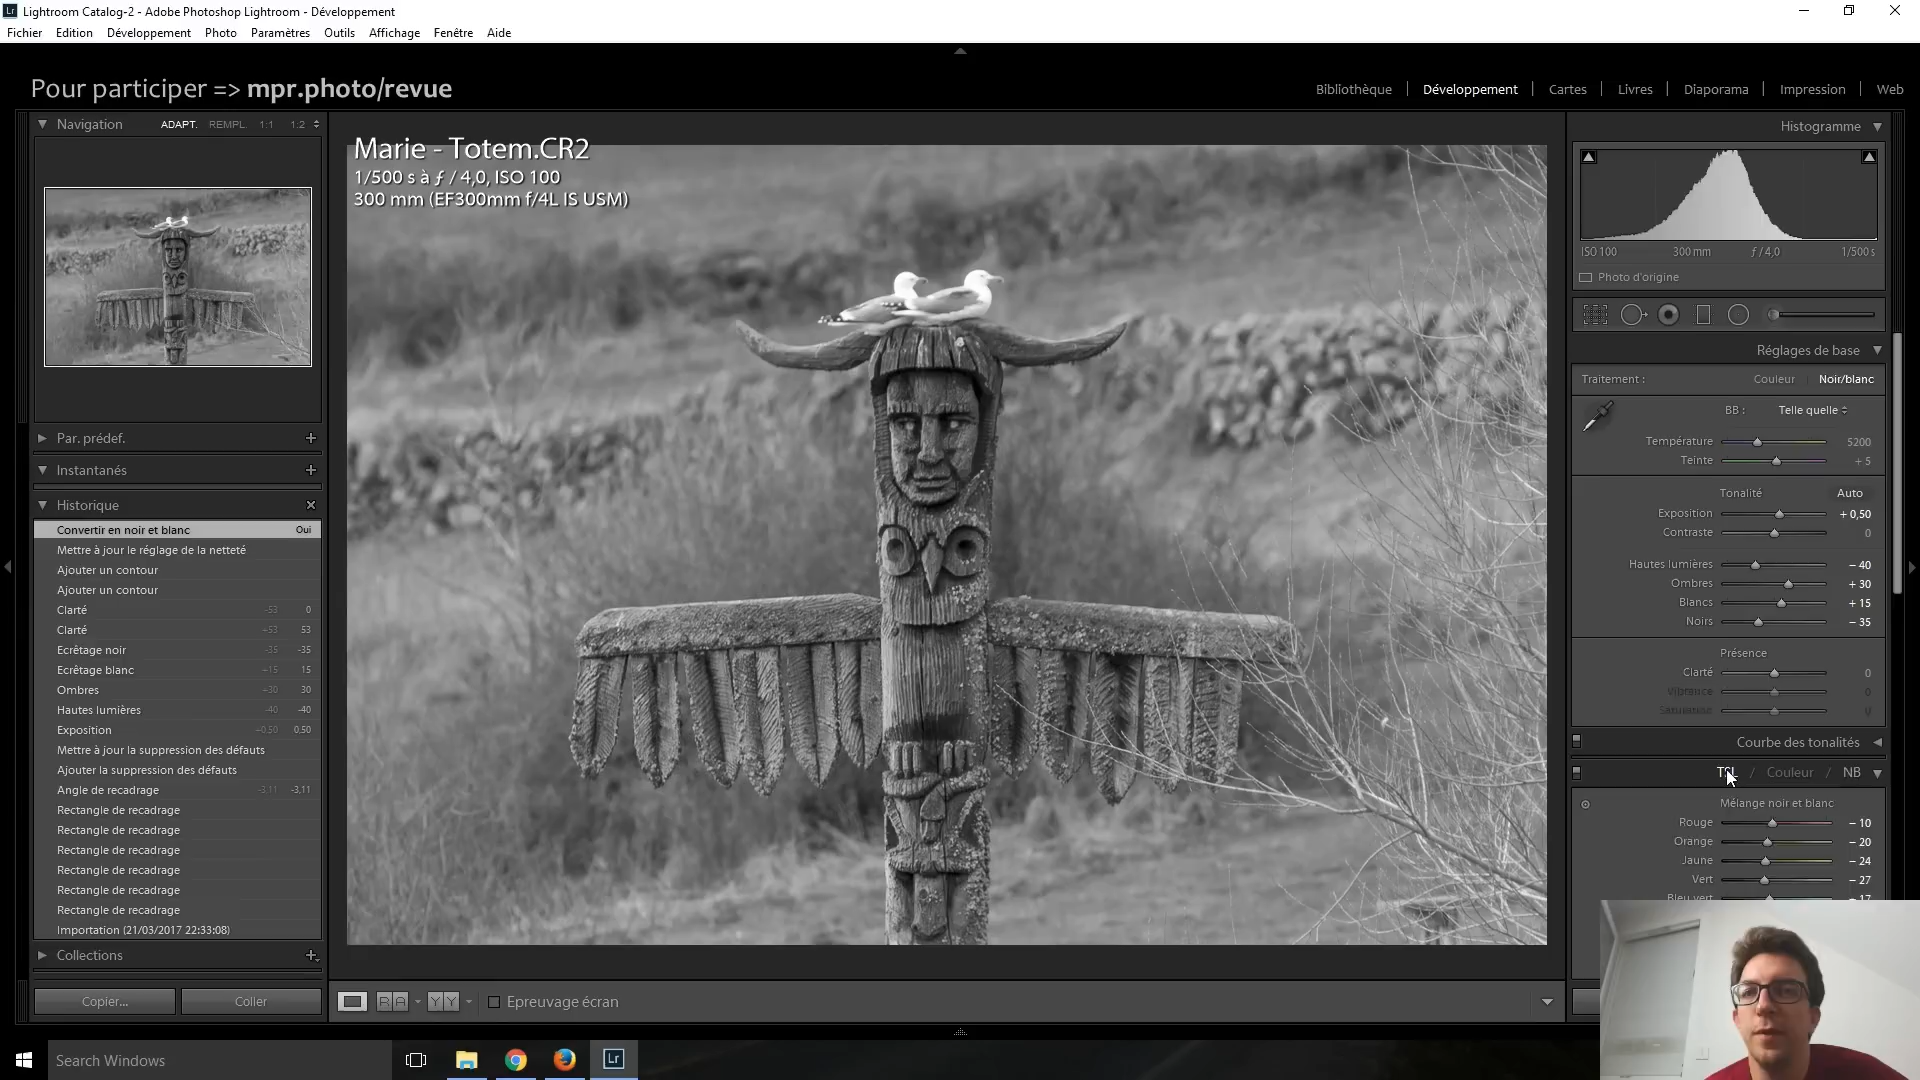 Lightroom Catalog-2 - Adobe Photoshop Lightroom - Développement
Fichier Edition Développement Photo Paramètres Outils Affichage Fenêtre Aide
Pour participer => mpr.photo/revue
Bibliothèque | Développement | Cartes | Livres | Diaporama | Impression | Web
Navigation ADAPT. REMPL. 1:1 1:2
Par. prédef.
Instantanés
Historique
Convertir en noir et blanc Oui
Mettre à jour le réglage de la netteté
Ajouter un contour
Ajouter un contour
Clarté -53 0
Clarté +53 53
Ecrêtage noir -35 -35
Ecrêtage blanc +15 15
Ombres +30 30
Hautes lumières -40 -40
Exposition +0,50 0,50
Mettre à jour la suppression des défauts
Ajouter la suppression des défauts
Angle de recadrage -3,11 -3,11
Rectangle de recadrage
Rectangle de recadrage
Rectangle de recadrage
Rectangle de recadrage
Rectangle de recadrage
Rectangle de recadrage
Importation (21/03/2017 22:33:08)
Collections
Copier... Coller
Marie - Totem.CR2
1/500 s à ƒ / 4,0, ISO 100
300 mm (EF300mm f/4L IS USM)
R A Y Y Epreuvage écran
Histogramme
ISO 100 300 mm ƒ / 4,0 1/500 s
Photo d'origine
Réglages de base
Traitement : Couleur Noir/blanc
BB : Telle quelle
Température 5200
Teinte + 5
Tonalité Auto
Exposition + 0,50
Contraste 0
Hautes lumières − 40
Ombres + 30
Blancs + 15
Noirs − 35
Présence
Clarté 0
Vibrance 0
Saturation 0
Courbe des tonalités
TSL / Couleur / NB
Mélange noir et blanc
Rouge − 10
Orange − 20
Jaune − 24
Vert − 27
Bleu vert − 17
Search Windows
Lr